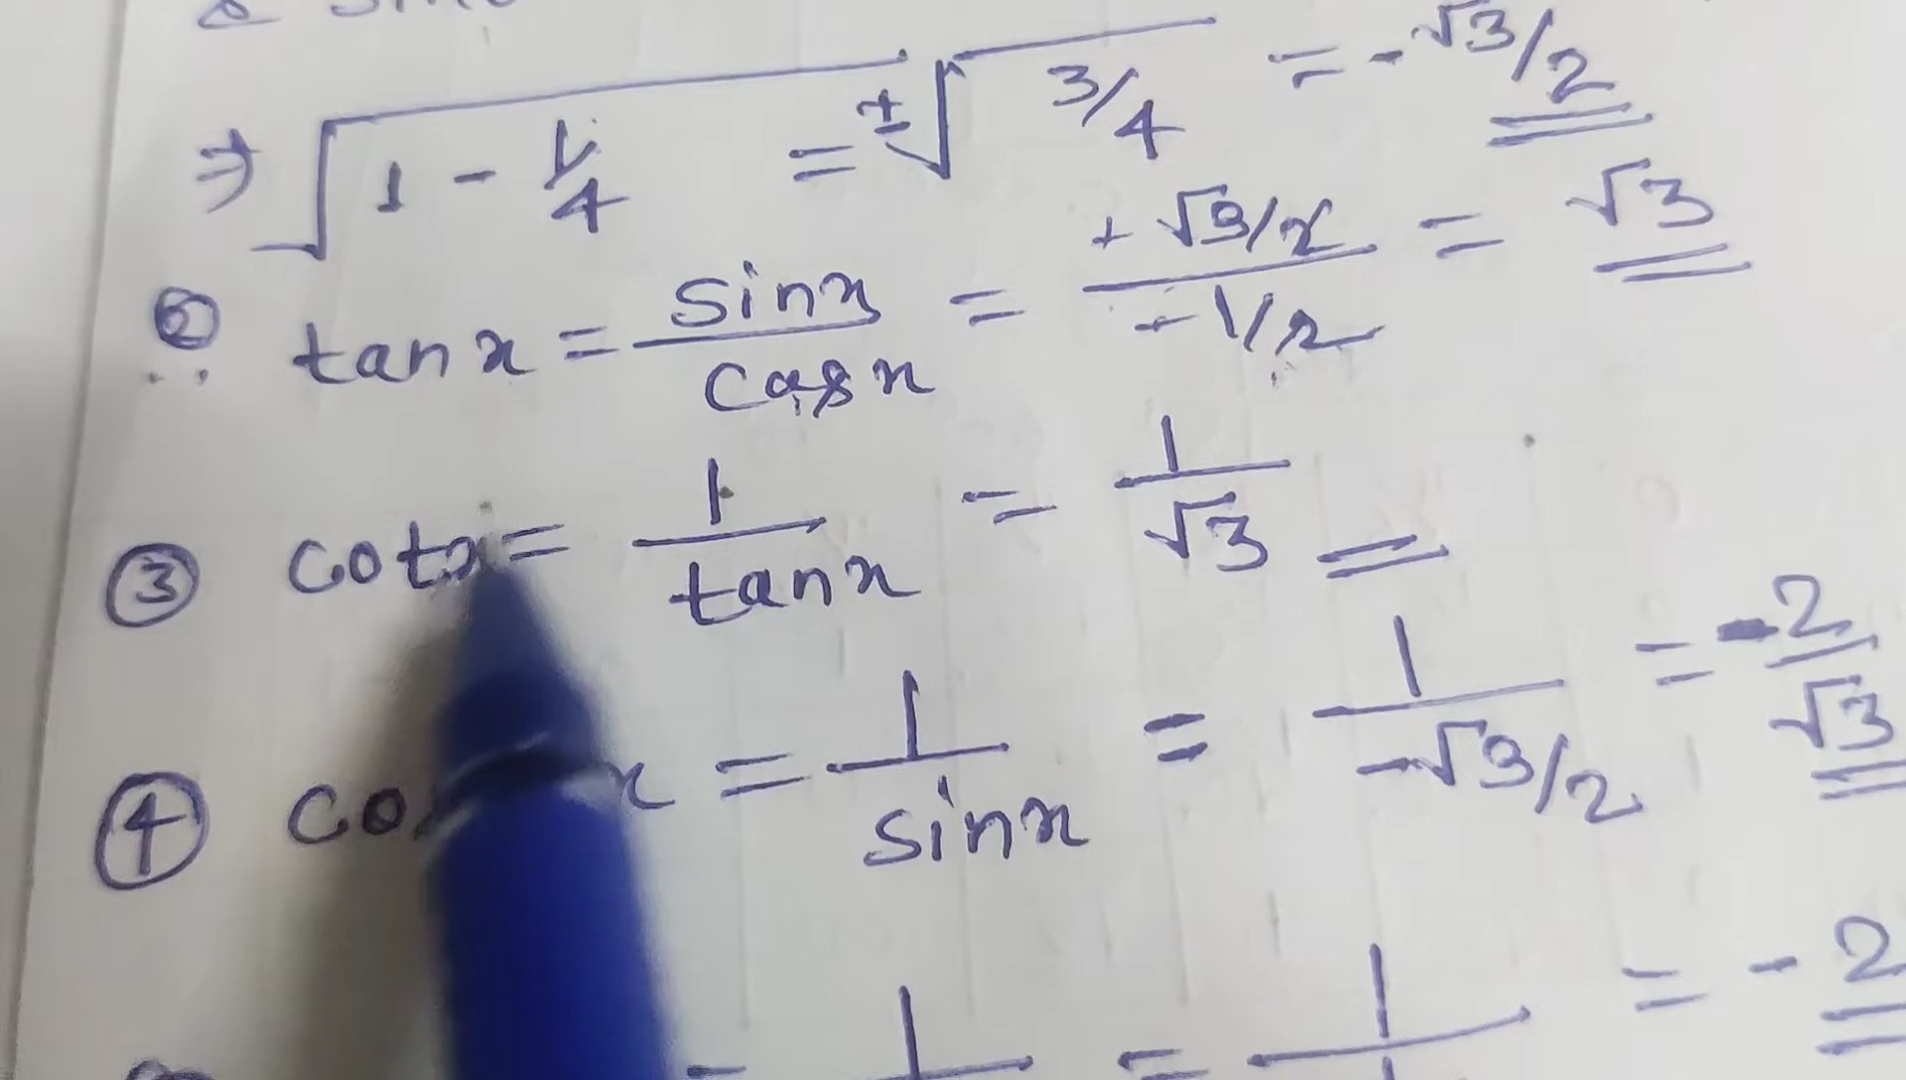 ⇒ √(1 - 1/4) = ±√(3/4) = -√3/2
② ∴ tan x = sin x / cos x = (+ √3/2) / (-1/2) = √3
③ cot x = 1 / tan x = 1 / √3
④ = 1 / sin x = 1 / (-√3/2) = -2/√3
= 1 = 1 = -2